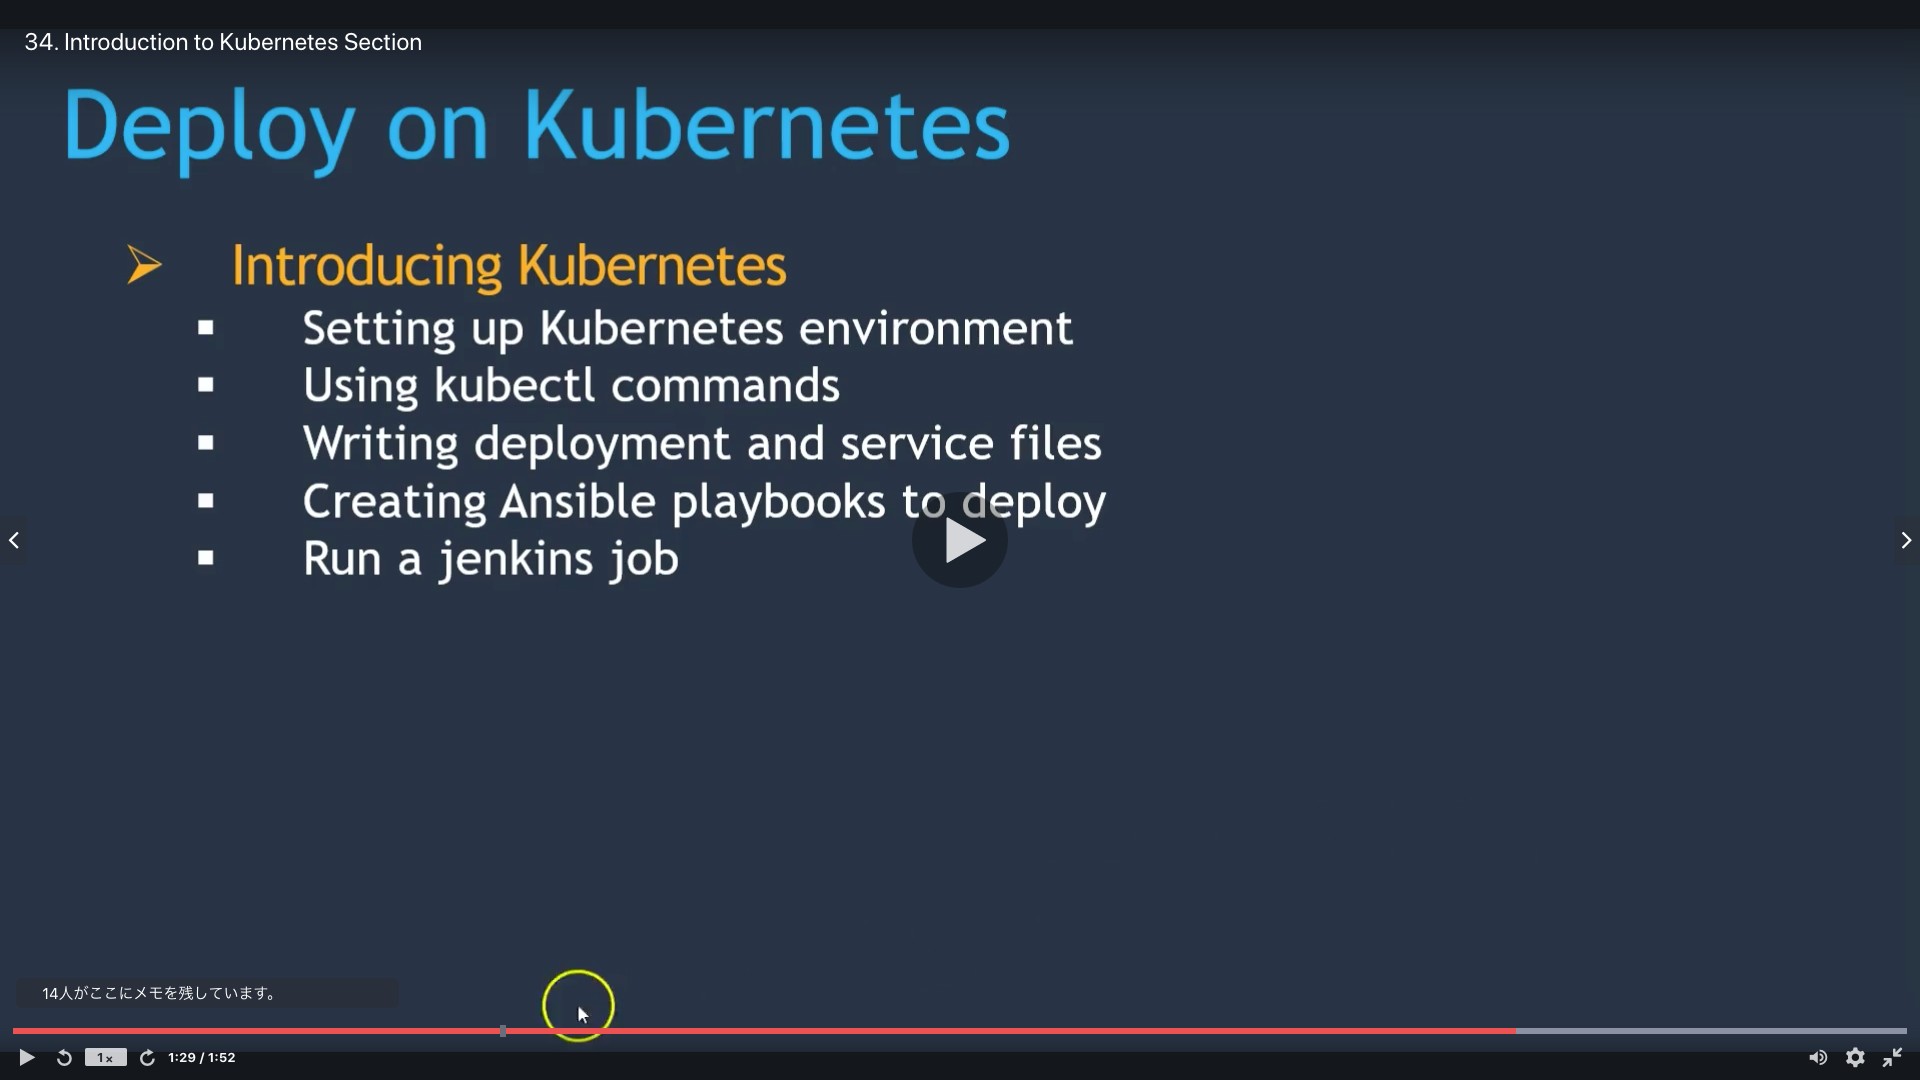 34. Introduction to Kubernetes Section
Deploy on Kubernetes
Introducing Kubernetes
Setting up Kubernetes environment
Using kubectl commands
Writing deployment and service files
Creating Ansible playbooks to deploy
Run a jenkins job
14人がここにメモを残しています。
1x 1:29 / 1:52